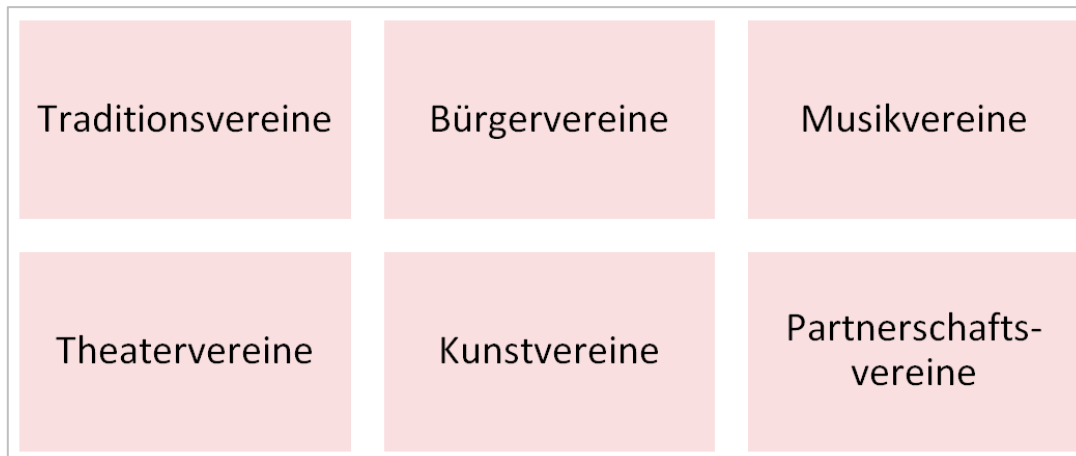 Traditionsvereine
Bürgervereine
Musikvereine
Theatervereine
Kunstvereine
Partnerschafts-
vereine